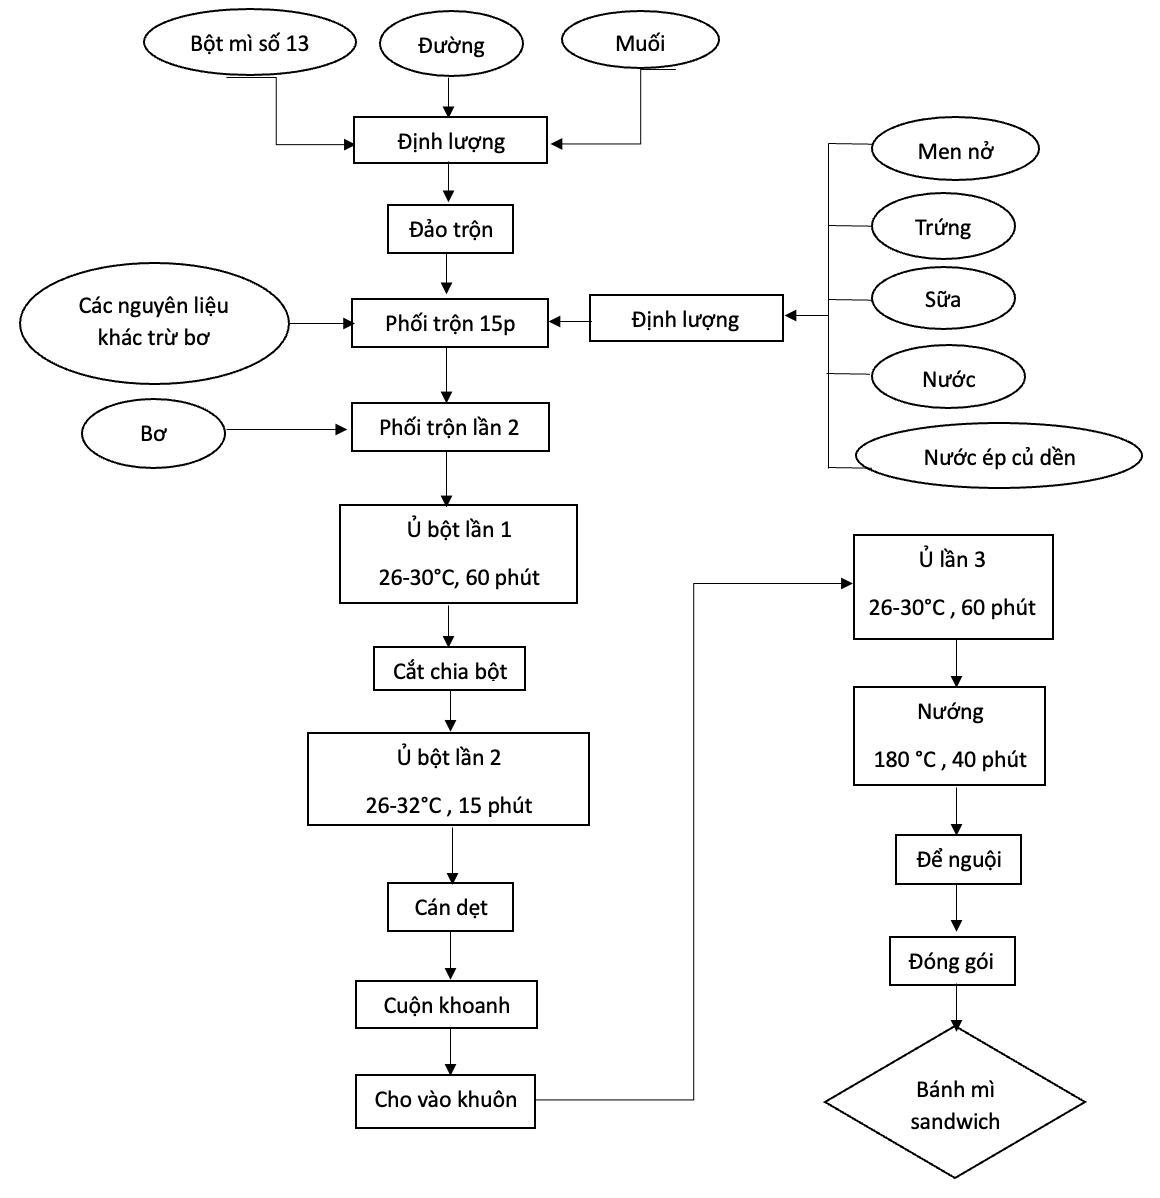 Bột mì số 13
Đường
Muối
Định lượng
Đảo trộn
Men nở
Trứng
Sữa
Nước
Nước ép củ dền
Định lượng
Các nguyên liệu
khác trừ bơ
Phối trộn 15p
Bơ
Phối trộn lần 2
Ủ bột lần 1
26-30°C, 60 phút
Cắt chia bột
Ủ bột lần 2
26-32°C , 15 phút
Cán dẹt
Cuộn khoanh
Cho vào khuôn
Ủ lần 3
26-30°C , 60 phút
Nướng
180 °C , 40 phút
Để nguội
Đóng gói
Bánh mì
sandwich